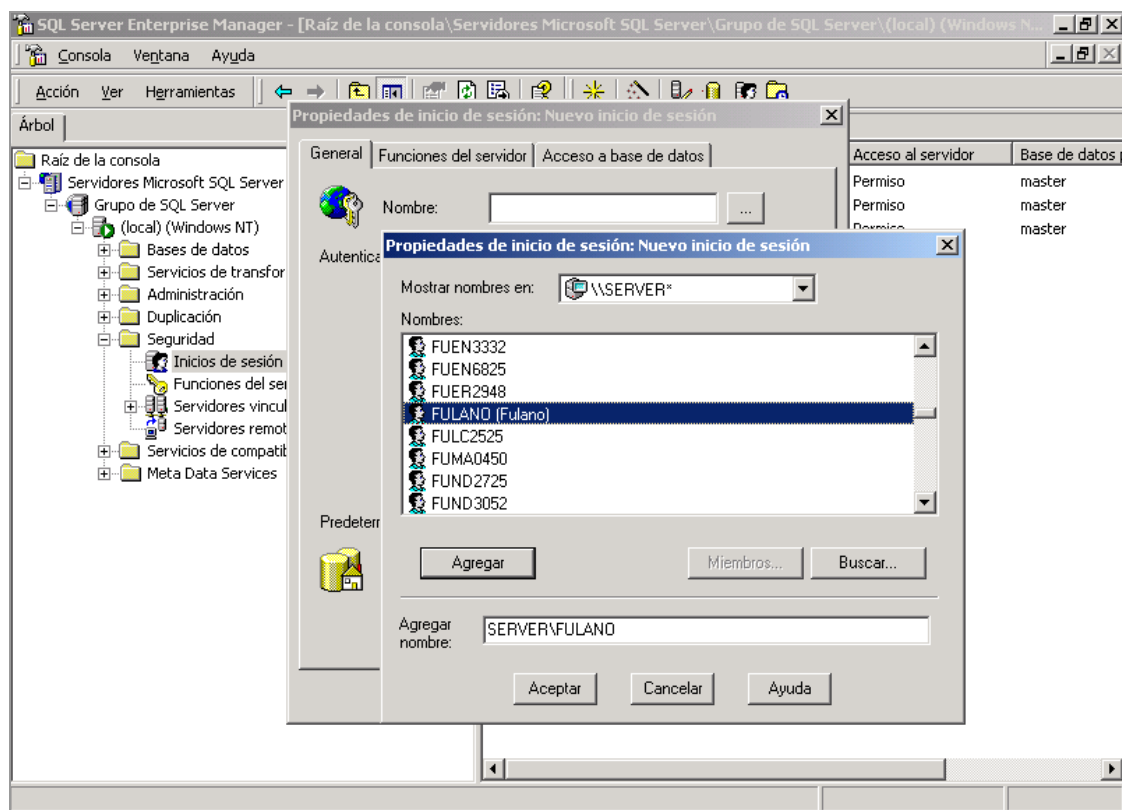 SQL Server Enterprise Manager - [Raíz de la consola\Servidores Microsoft SQL Server\Grupo de SQL Server\(local) (Windows N...
Consola Ventana Ayuda
Acción Ver Herramientas
Árbol
Raíz de la consola
Servidores Microsoft SQL Server
Grupo de SQL Server
(local) (Windows NT)
Bases de datos
Servicios de transfor
Administración
Duplicación
Seguridad
Inicios de sesión
Funciones del ser
Servidores vincul
Servidores remot
Servicios de compatib
Meta Data Services
Acceso al servidor Base de datos p
Permiso master
Permiso master
Permiso master
Propiedades de inicio de sesión: Nuevo inicio de sesión
General Funciones del servidor Acceso a base de datos
Nombre: ...
Autentica
Predeterr
Propiedades de inicio de sesión: Nuevo inicio de sesión
Mostrar nombres en: \\SERVER*
Nombres:
FUEN3332
FUEN6825
FUER2948
FULANO (Fulano)
FULC2525
FUMA0450
FUND2725
FUND3052
Agregar Miembros... Buscar...
Agregar
nombre: SERVER\FULANO
Aceptar Cancelar Ayuda